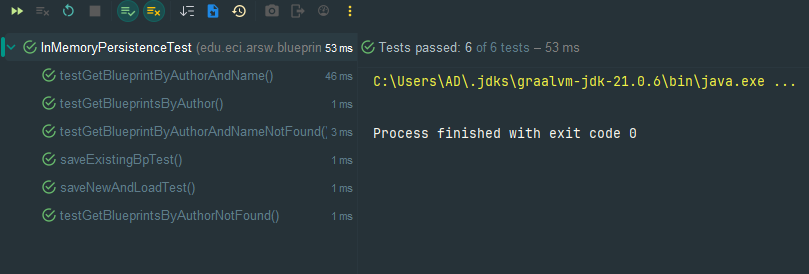 InMemoryPersistenceTest (edu.eci.arsw.blueprin 53 ms
Tests passed: 6 of 6 tests – 53 ms
testGetBlueprintByAuthorAndName() 46 ms
testGetBlueprintsByAuthor() 1 ms
testGetBlueprintByAuthorAndNameNotFound() 3 ms
saveExistingBpTest() 1 ms
saveNewAndLoadTest() 1 ms
testGetBlueprintsByAuthorNotFound() 1 ms
C:\Users\AD\.jdks\graalvm-jdk-21.0.6\bin\java.exe ...
Process finished with exit code 0